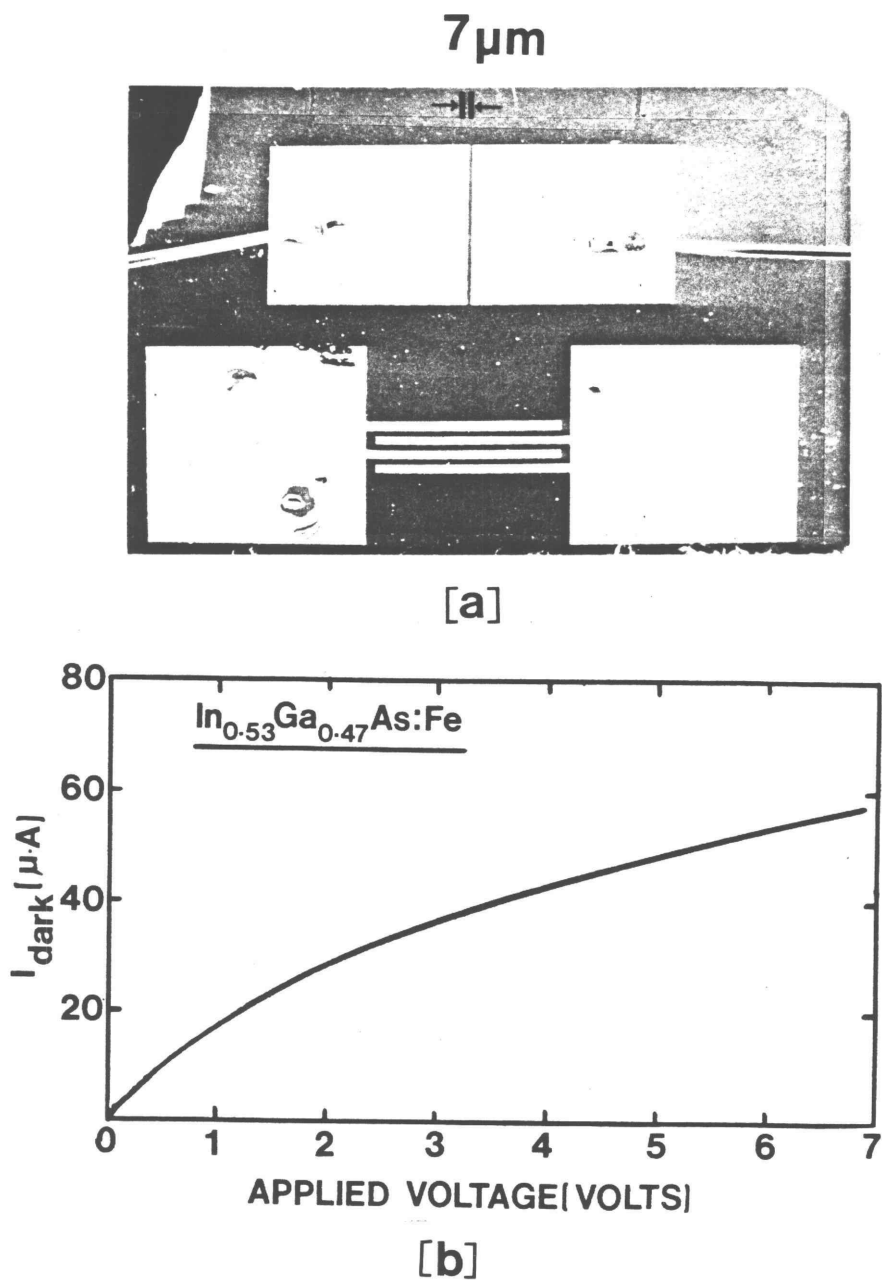 7μm
[a]
80
60
40
20
0 1 2 3 4 5 6 7
In0.53Ga0.47As:Fe
Idark[μ·A]
APPLIED VOLTAGE[VOLTS]
[b]